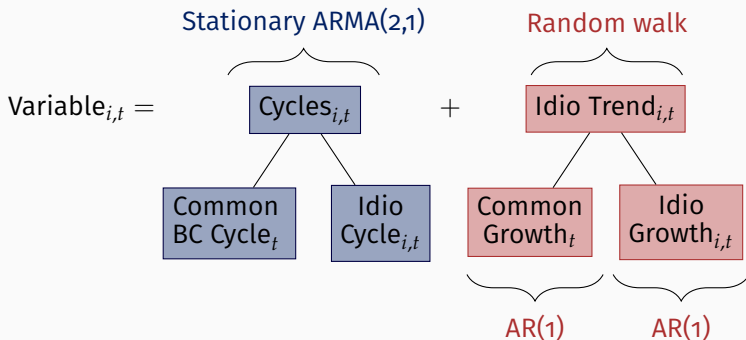 Stationary ARMA(2,1) Random walk
Variable_{i,t} = Cycles_{i,t} + Idio Trend_{i,t}
Common Idio Common Idio
BC Cycle_t Cycle_{i,t} Growth_t Growth_{i,t}
AR(1) AR(1)